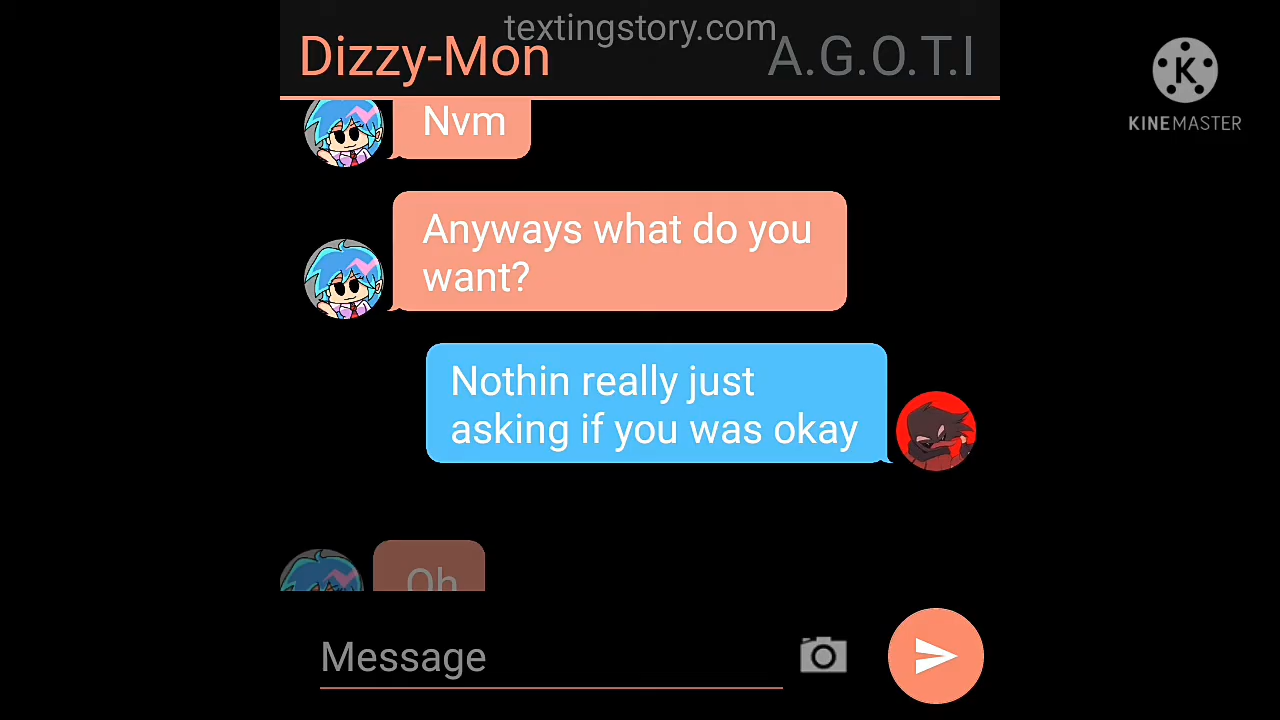 textingstory.com
Dizzy-Mon
A.G.O.T.I
K
KINEMASTER
Nvm
Anyways what do you
want?
Nothin really just
asking if you was okay
Oh
Message